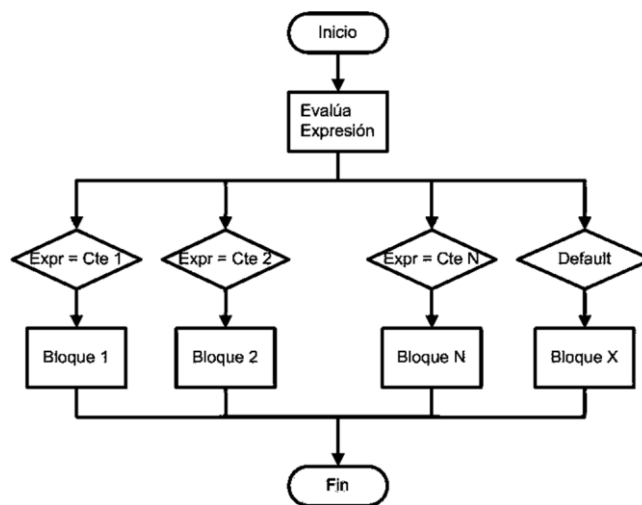 Inicio
Evalúa
Expresión
Expr = Cte 1
Expr = Cte 2
Expr = Cte N
Default
Bloque 1
Bloque 2
Bloque N
Bloque X
Fin